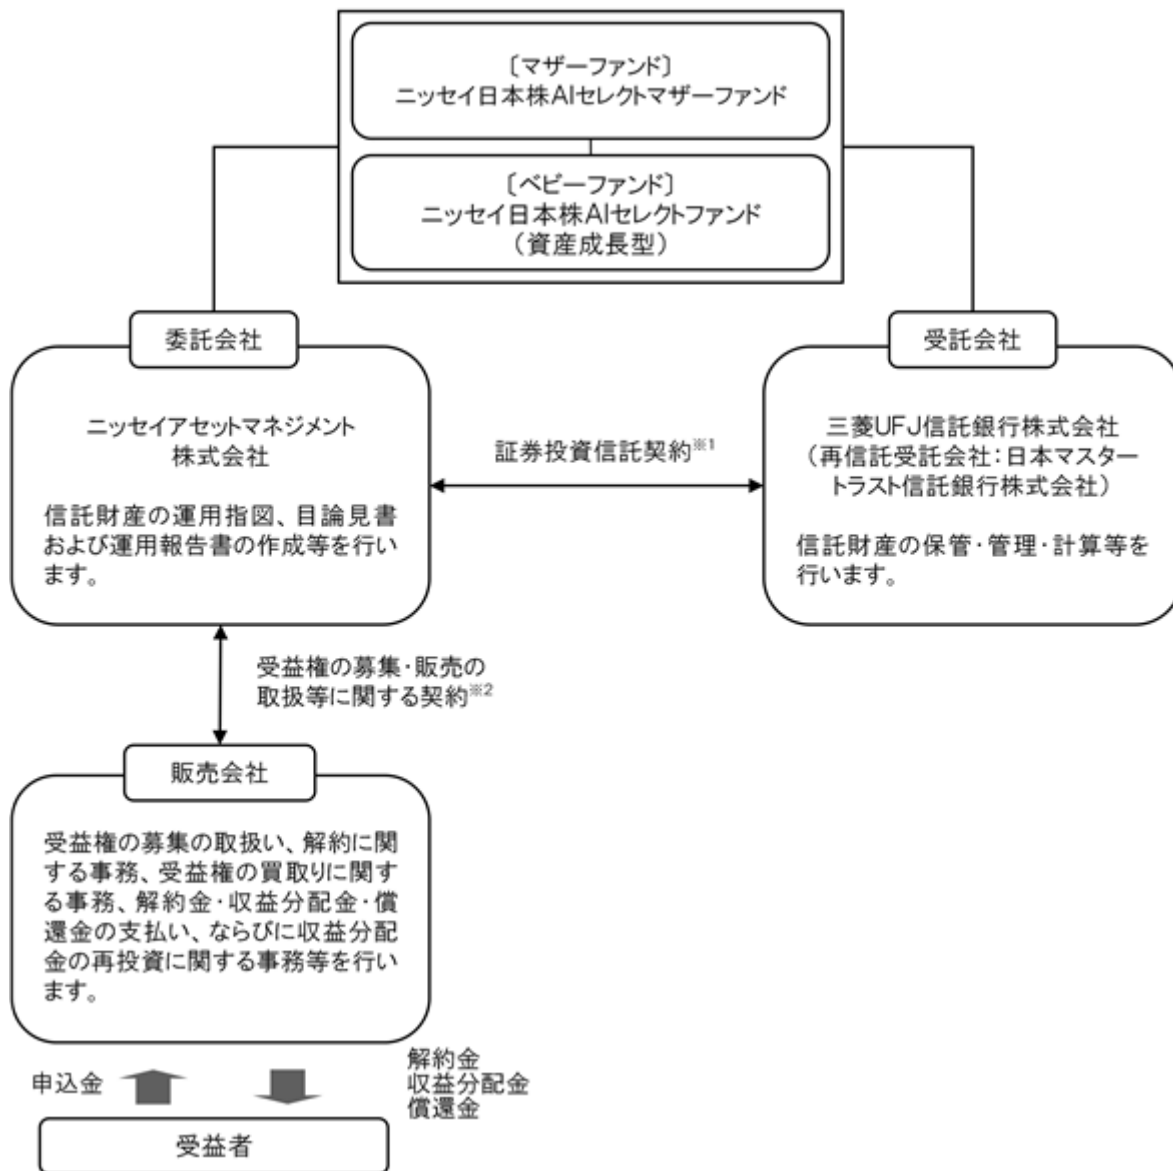 〔マザーファンド〕
ニッセイ日本株AIセレクトマザーファンド
〔ベビーファンド〕
ニッセイ日本株AIセレクトファンド
（資産成長型）
委託会社
ニッセイアセットマネジメント
株式会社
信託財産の運用指図、目論見書
および運用報告書の作成等を行い
ます。
証券投資信託契約※1
受託会社
三菱UFJ信託銀行株式会社
（再信託受託会社：日本マスター
トラスト信託銀行株式会社）
信託財産の保管・管理・計算等を
行います。
受益権の募集・販売の
取扱等に関する契約※2
販売会社
受益権の募集の取扱い、解約に関
する事務、受益権の買取りに関す
る事務、解約金・収益分配金・償
還金の支払い、ならびに収益分配
金の再投資に関する事務等を行い
ます。
申込金
解約金
収益分配金
償還金
受益者